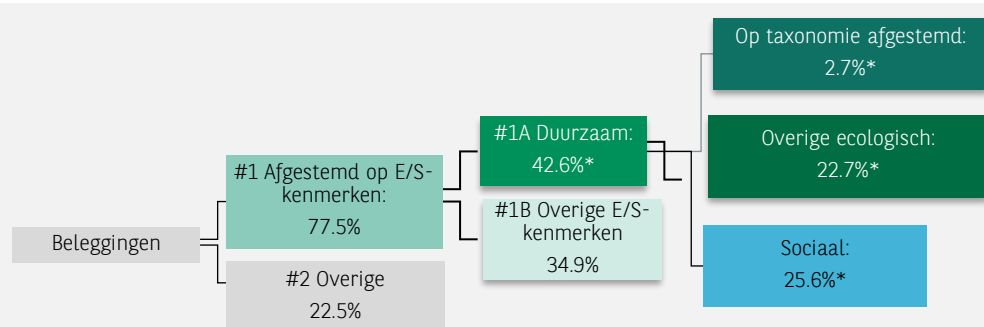 Beleggingen
#1 Afgestemd op E/S-
kenmerken:
77.5%
#2 Overige
22.5%
#1A Duurzaam:
42.6%*
#1B Overige E/S-
kenmerken
34.9%
Op taxonomie afgestemd:
2.7%*
Overige ecologisch:
22.7%*
Sociaal:
25.6%*